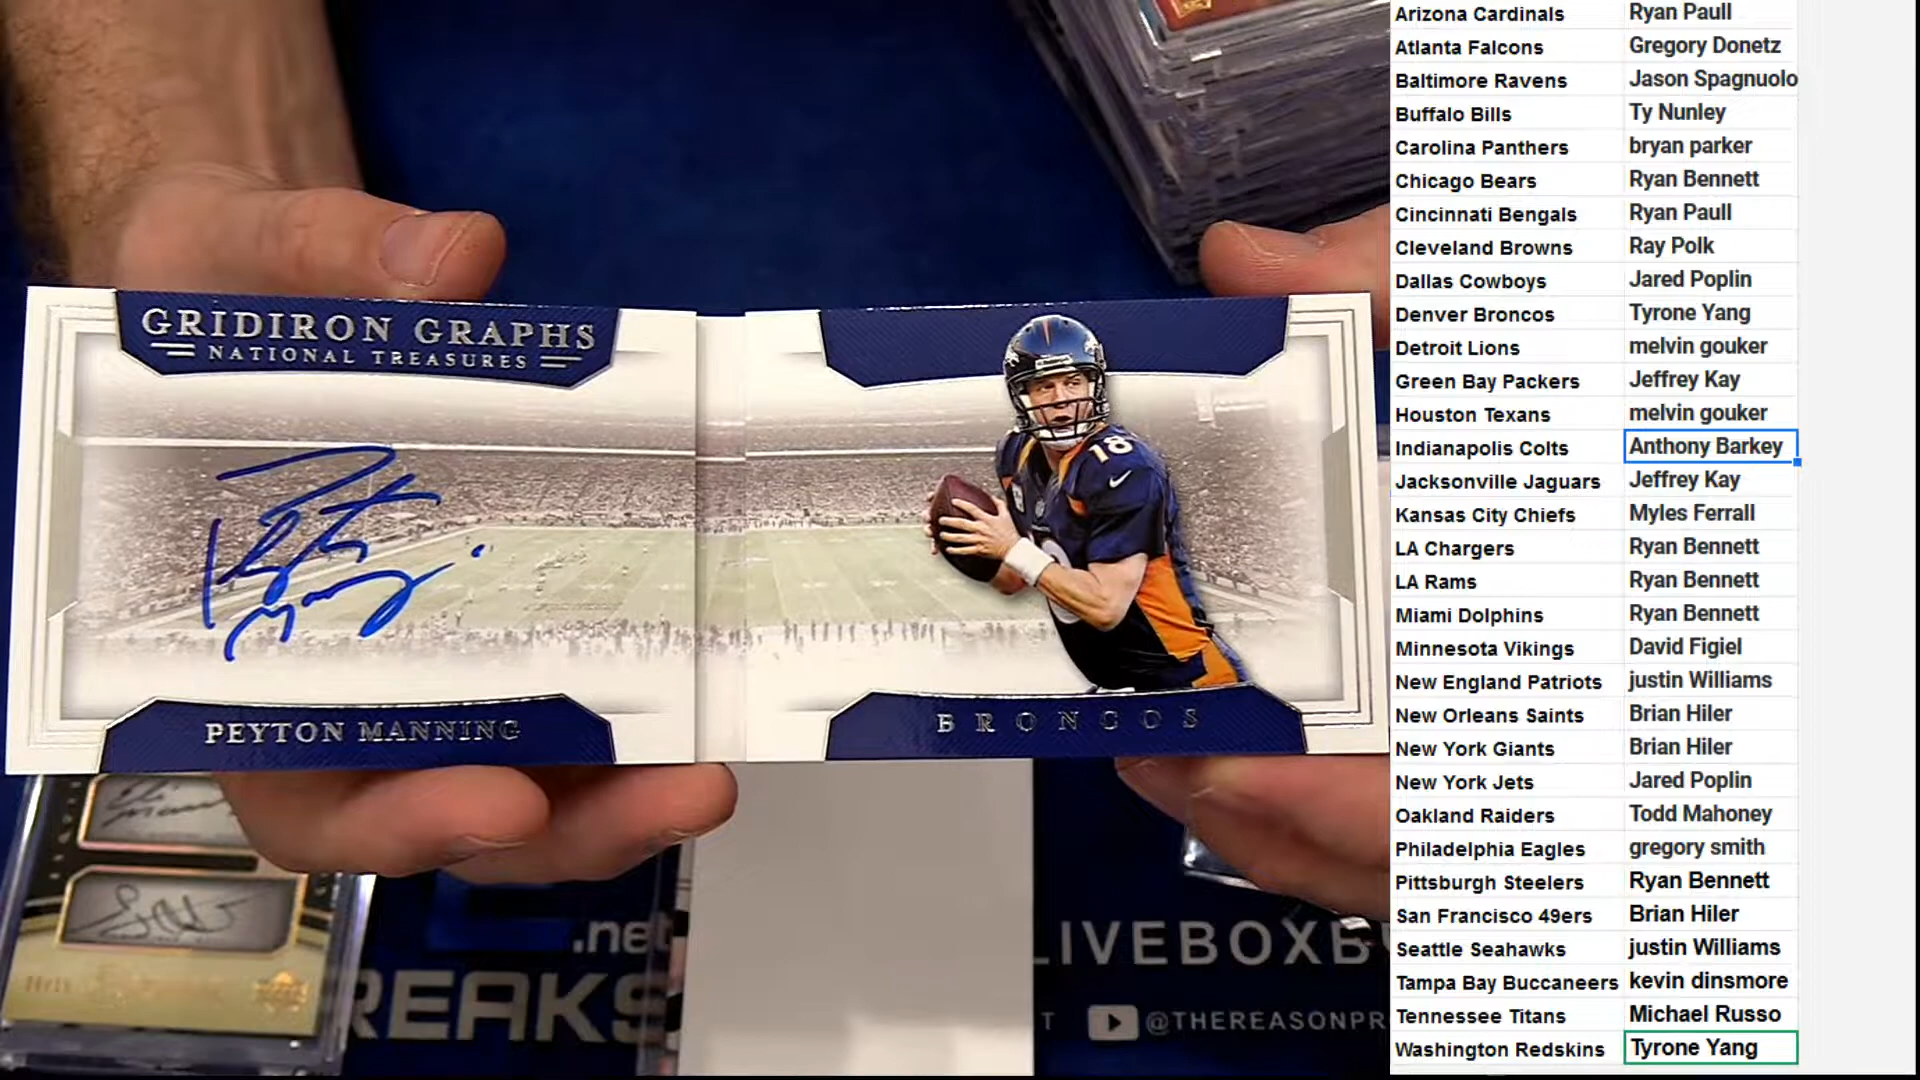 GRIDIRON GRAPHS
NATIONAL TREASURES
Peyton Manning
PEYTON MANNING
18
BRONCOS
.net
REAKS
LIVEBOXB
@THEREASONPR
Arizona Cardinals Ryan Paull
Atlanta Falcons Gregory Donetz
Baltimore Ravens Jason Spagnuolo
Buffalo Bills Ty Nunley
Carolina Panthers bryan parker
Chicago Bears Ryan Bennett
Cincinnati Bengals Ryan Paull
Cleveland Browns Ray Polk
Dallas Cowboys Jared Poplin
Denver Broncos Tyrone Yang
Detroit Lions melvin gouker
Green Bay Packers Jeffrey Kay
Houston Texans melvin gouker
Indianapolis Colts Anthony Barkey
Jacksonville Jaguars Jeffrey Kay
Kansas City Chiefs Myles Ferrall
LA Chargers Ryan Bennett
LA Rams Ryan Bennett
Miami Dolphins Ryan Bennett
Minnesota Vikings David Figiel
New England Patriots justin Williams
New Orleans Saints Brian Hiler
New York Giants Brian Hiler
New York Jets Jared Poplin
Oakland Raiders Todd Mahoney
Philadelphia Eagles gregory smith
Pittsburgh Steelers Ryan Bennett
San Francisco 49ers Brian Hiler
Seattle Seahawks justin Williams
Tampa Bay Buccaneers kevin dinsmore
Tennessee Titans Michael Russo
Washington Redskins Tyrone Yang